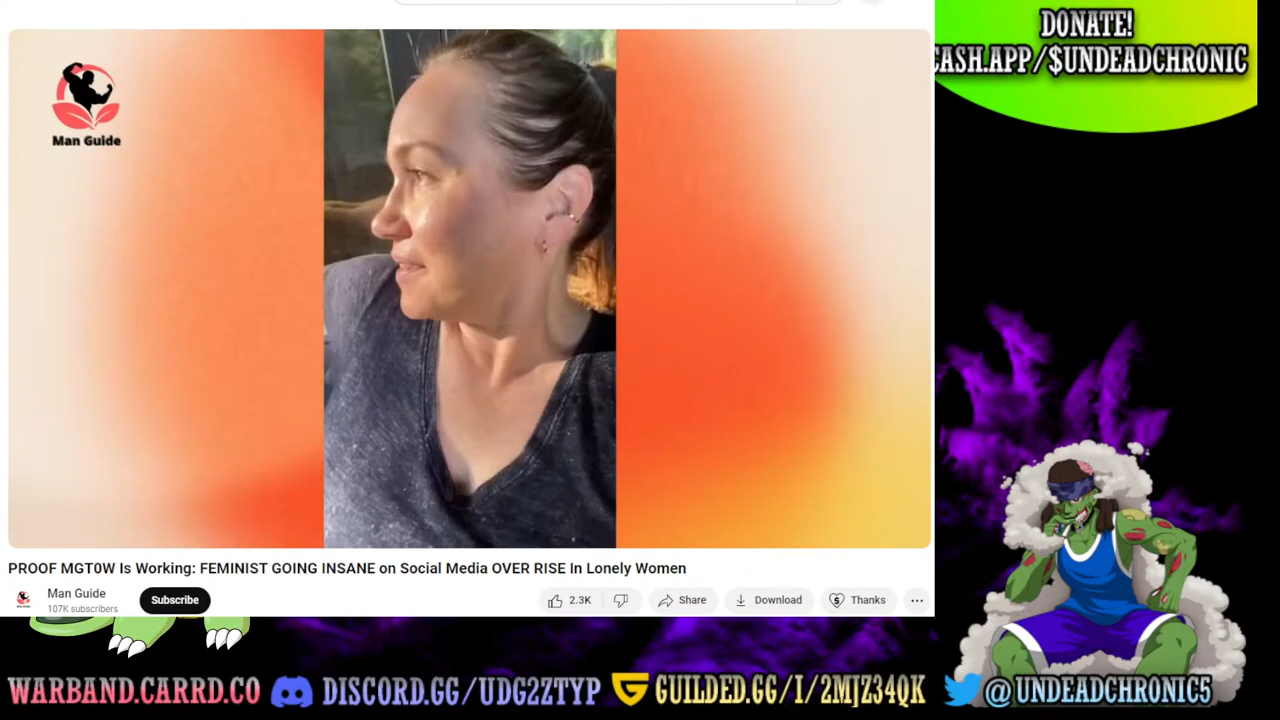 DONATE!
CASH.APP/$UNDEADCHRONIC
Man Guide
PROOF MGT0W Is Working: FEMINIST GOING INSANE on Social Media OVER RISE In Lonely Women
Man Guide
107K subscribers
Subscribe
2.3K
Share
Download
Thanks
WARBAND.CARRD.CO
DISCORD.GG/UDG2ZTYP
GUILDED.GG/I/2MJZ34QK
@UNDEADCHRONIC5